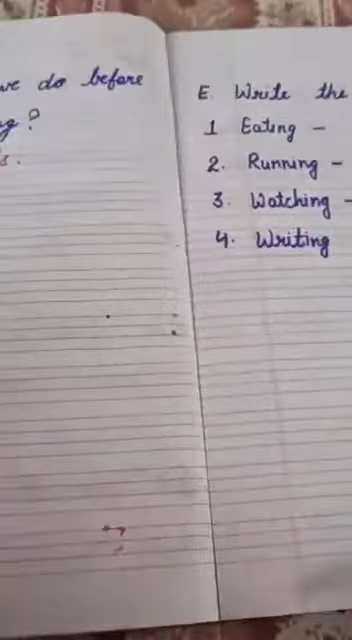 we do before
g?
s.
E. Write the
1 Eating -
2. Running -
3. Watching -
4. Writing